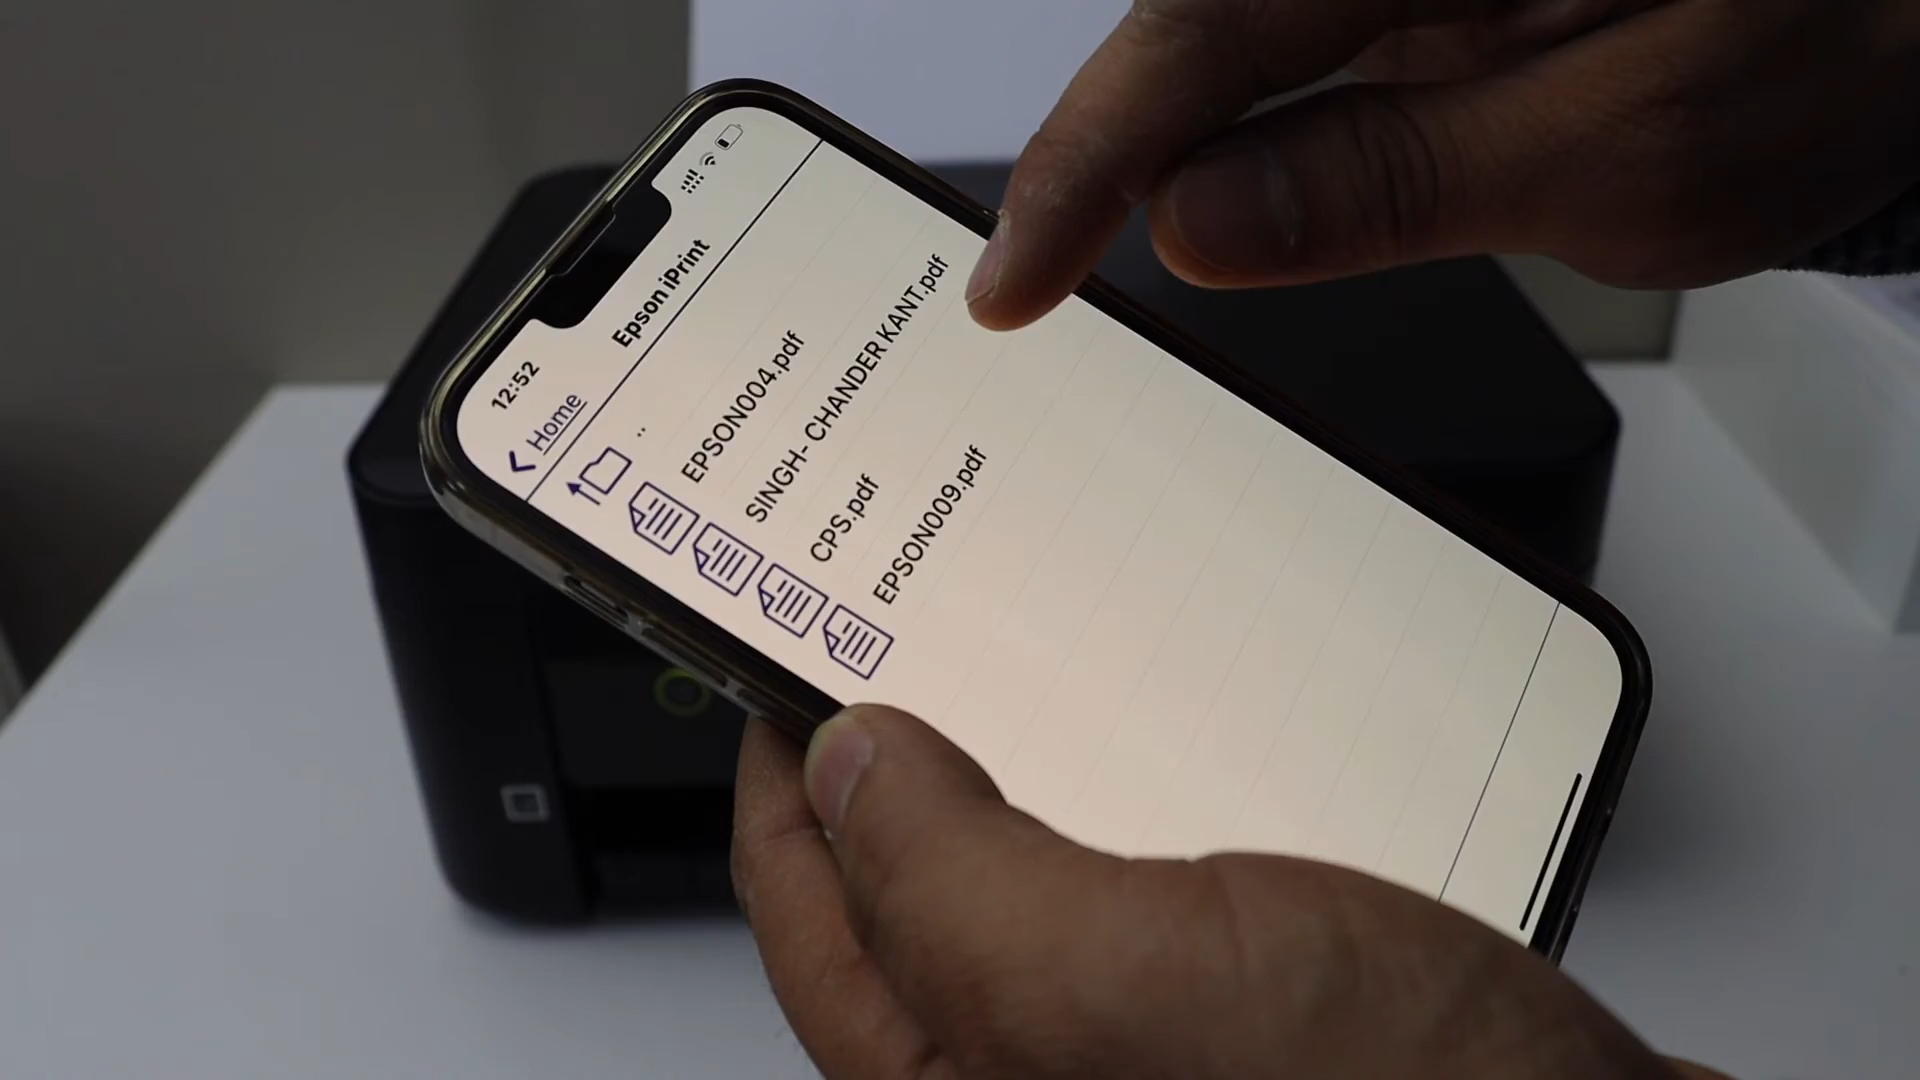 12:52
Home
Epson iPrint
..
EPSON004.pdf
SINGH- CHANDER KANT.pdf
CPS.pdf
EPSON009.pdf